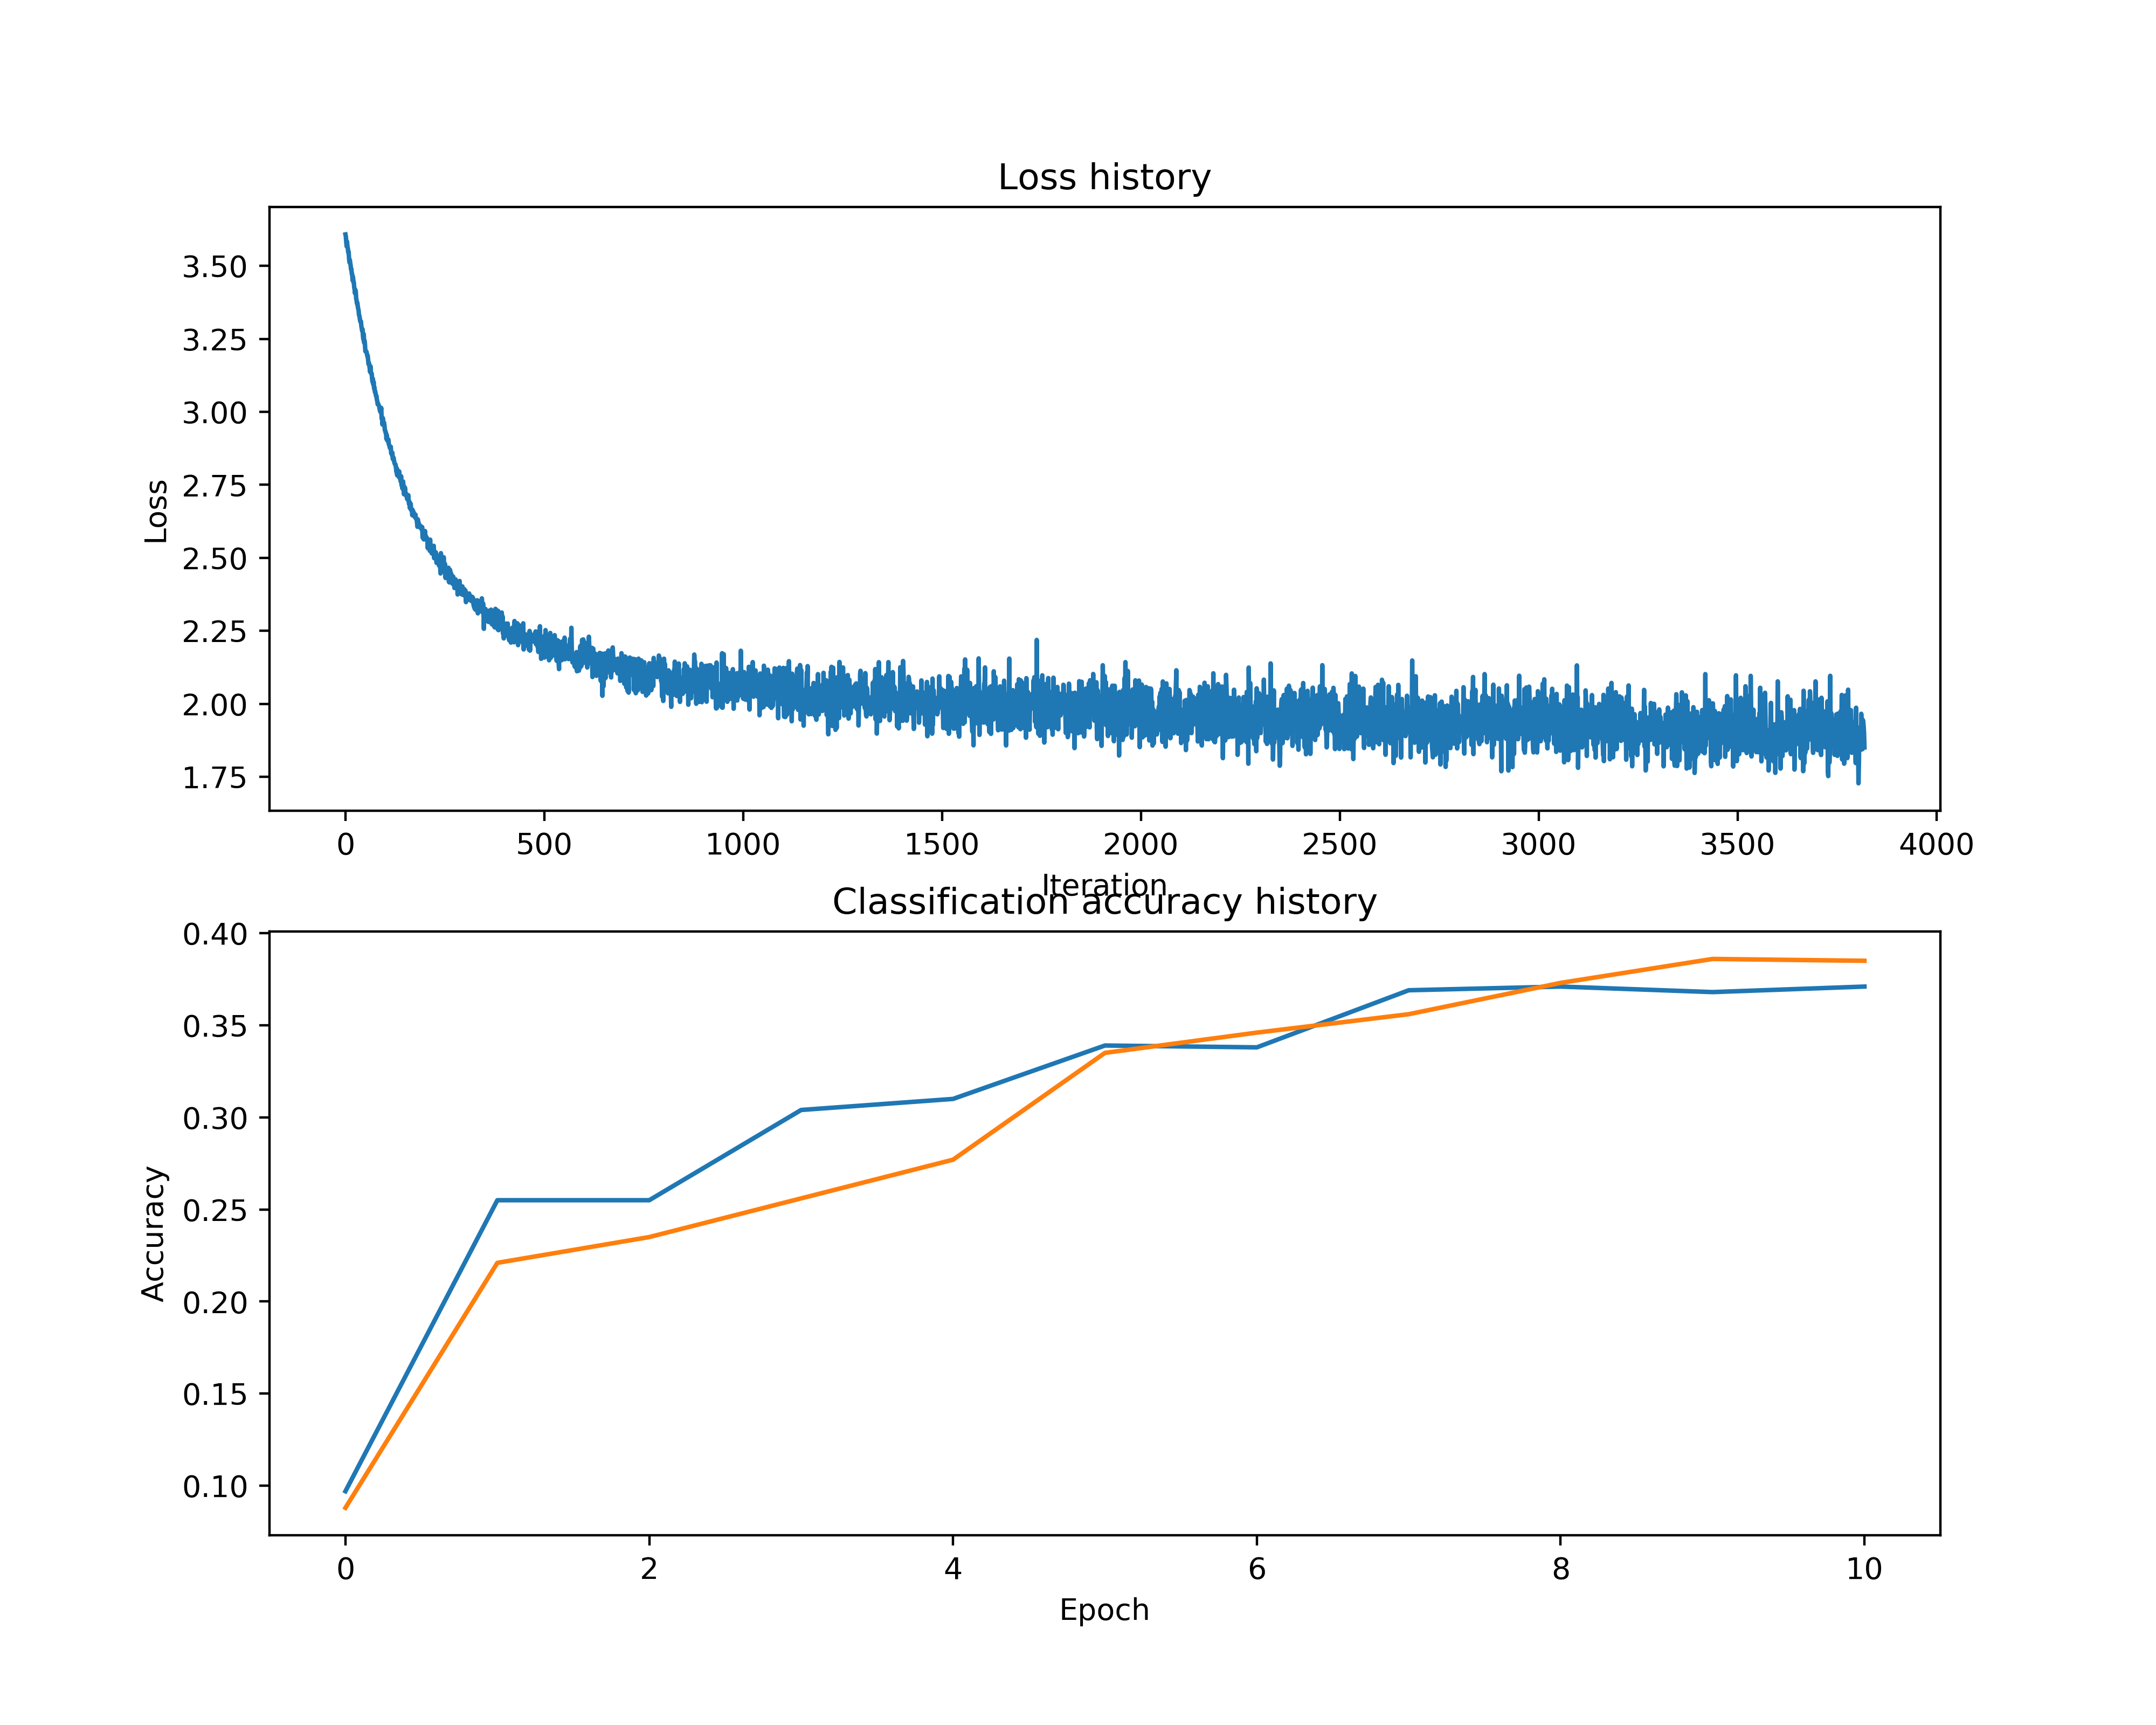 Loss history
Loss
3.50
3.25
3.00
2.75
2.50
2.25
2.00
1.75
0 500 1000 1500 2000 2500 3000 3500 4000
Iteration
Classification accuracy history
Accuracy
0.40
0.35
0.30
0.25
0.20
0.15
0.10
0 2 4 6 8 10
Epoch